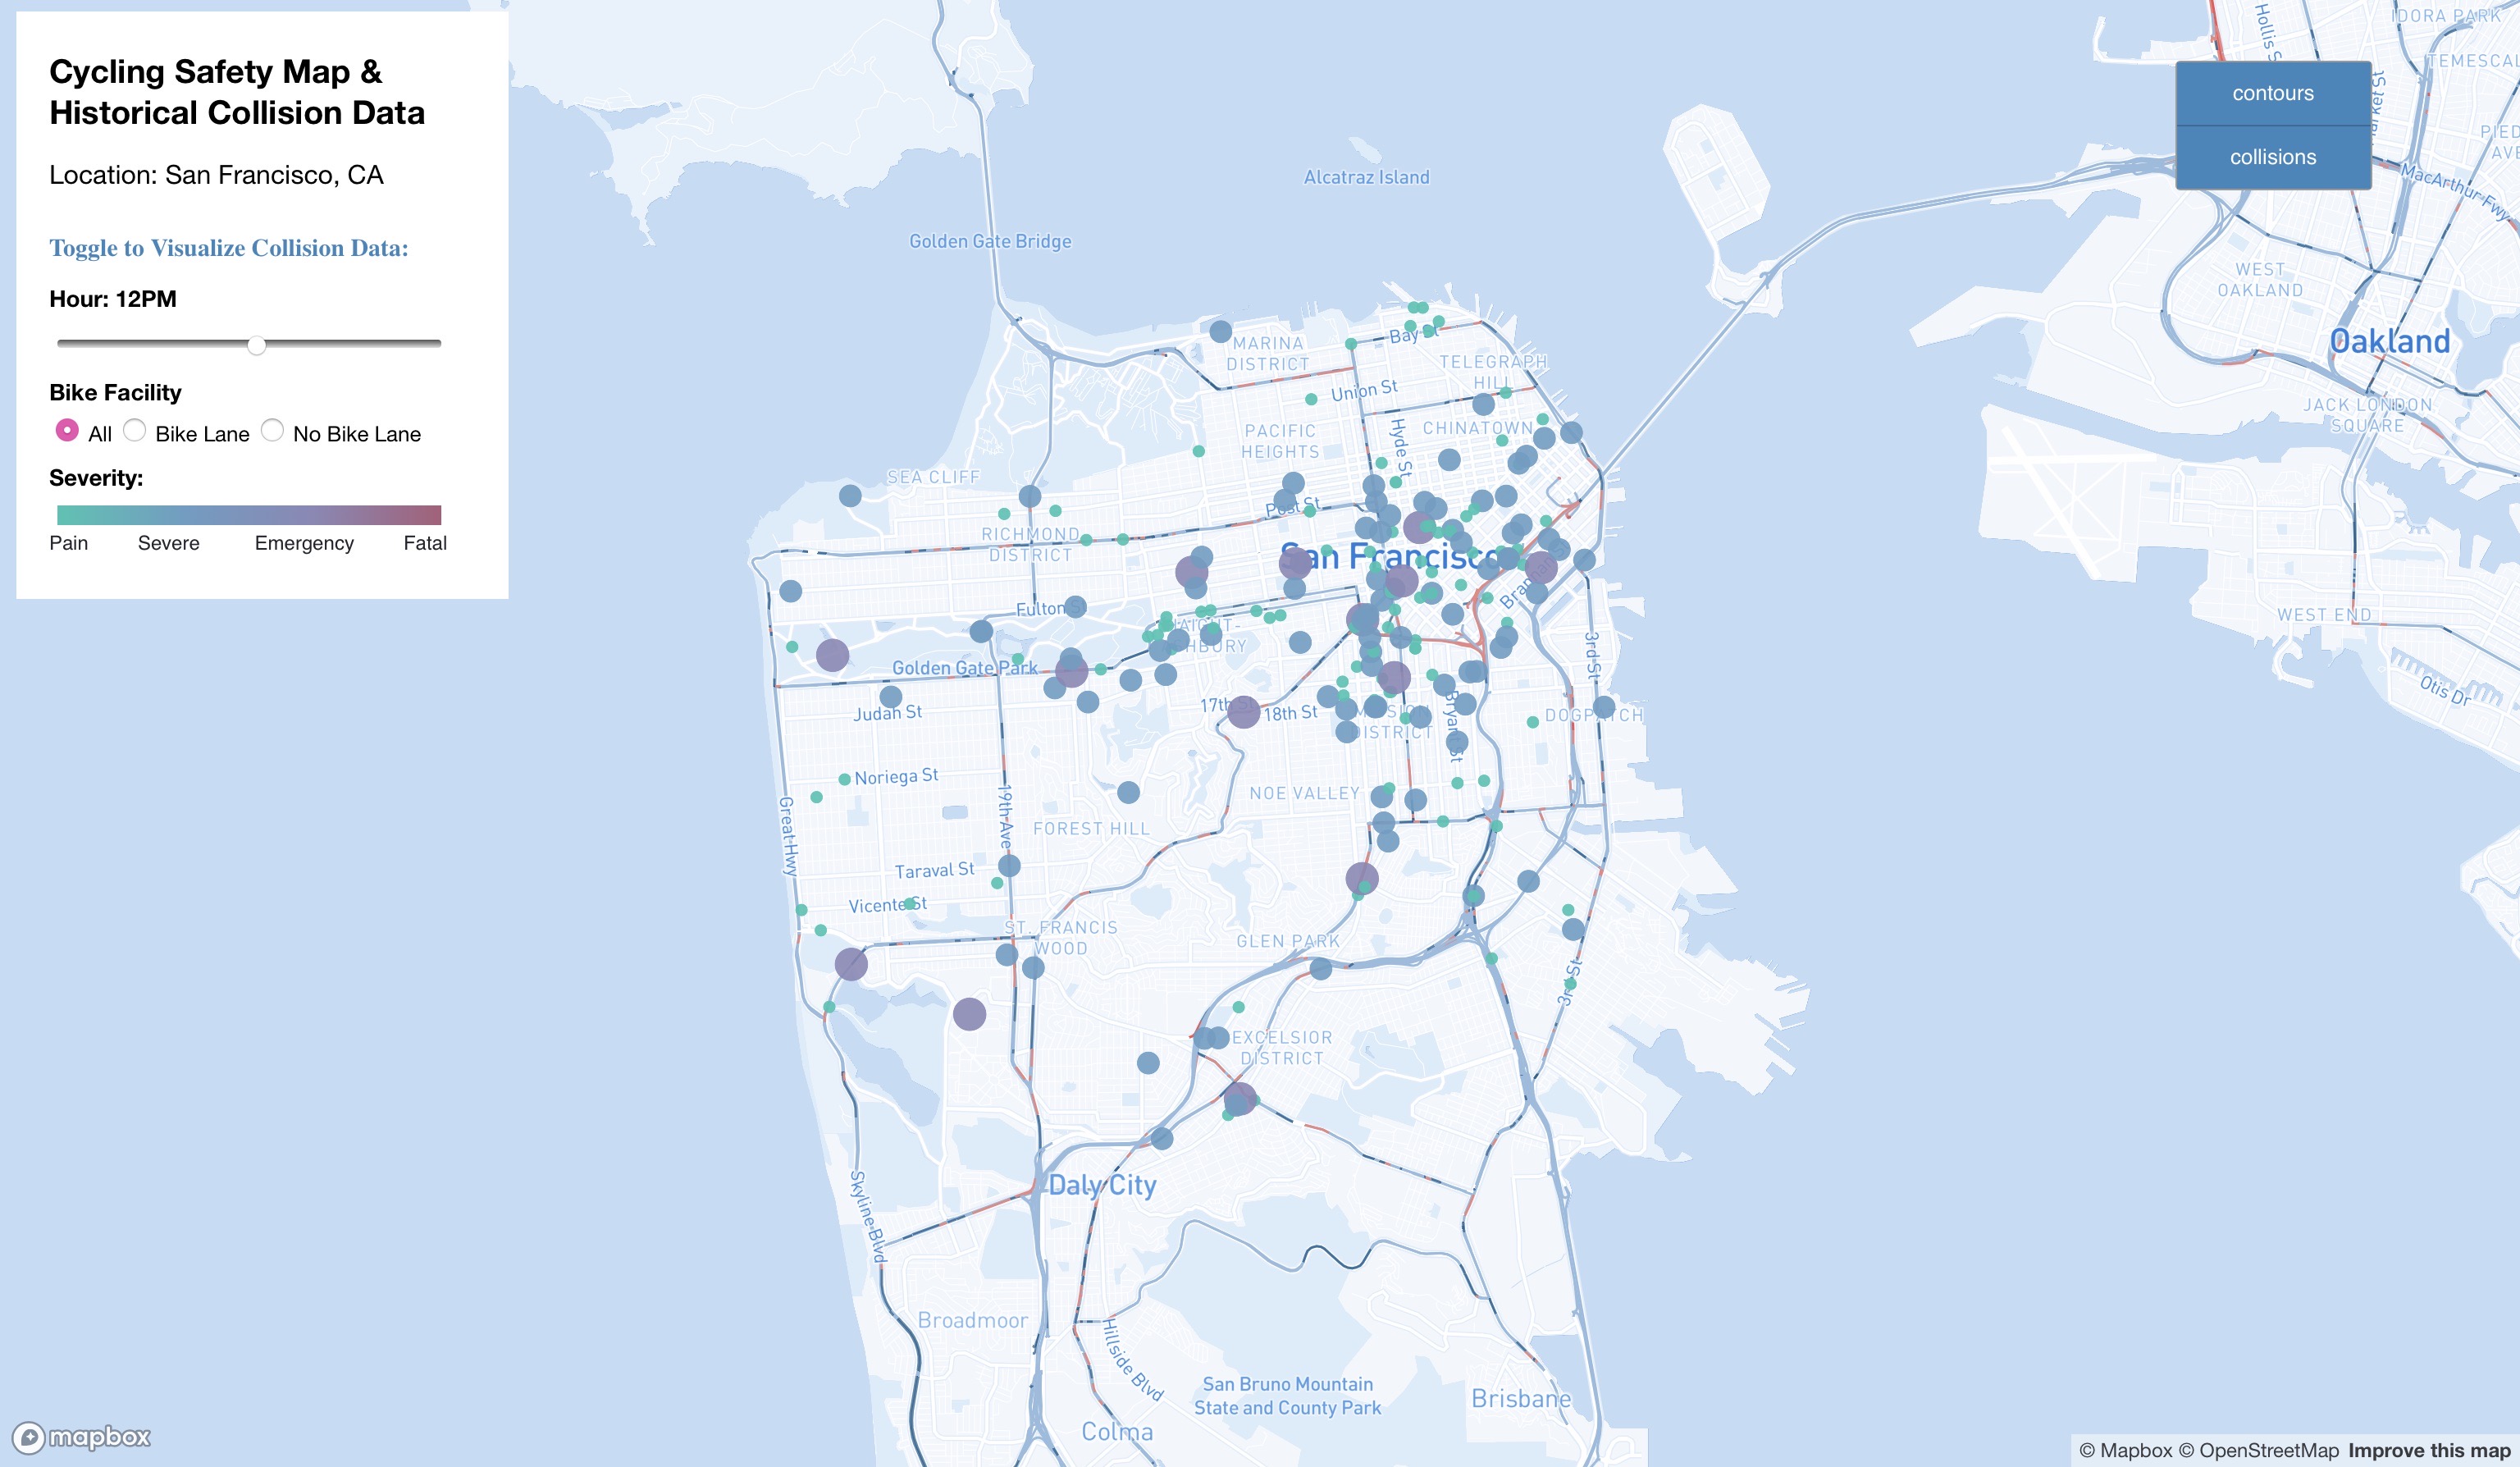 Cycling Safety Map &
Historical Collision Data
Location: San Francisco, CA
Toggle to Visualize Collision Data:
Hour: 12PM
Bike Facility
All
Bike Lane
No Bike Lane
Severity:
Pain
Severe
Emergency
Fatal
contours
collisions
Hollis S
IDORA PARK
TEMESCAL
PIED
AVE
MacArthur Fwy
Alcatraz Island
Golden Gate Bridge
WEST
OAKLAND
Oakland
JACK LONDON
SQUARE
WEST END
Otis Dr
MARINA
DISTRICT
Bay St
TELEGRAPH
HILL
Union St
Hyde St
CHINATOWN
PACIFIC
HEIGHTS
SEA CLIFF
Post St
RICHMOND
DISTRICT
San Francisco
Fulton St
Golden Gate Park
3rd St
Judan St
17th St
18th St
Bryant St
DISTRICT
DOGPATCH
Noriega St
Great Hwy
19th Ave
NOE VALLEY
FOREST HILL
Taraval St
Vicente St
ST. FRANCIS
WOOD
GLEN PARK
3rd St
EXCELSIOR
DISTRICT
Daly City
Skyline Blvd
Broadmoor
Hillside Blvd
San Bruno Mountain
State and County Park
Brisbane
Colma
mapbox
© Mapbox © OpenStreetMap Improve this map